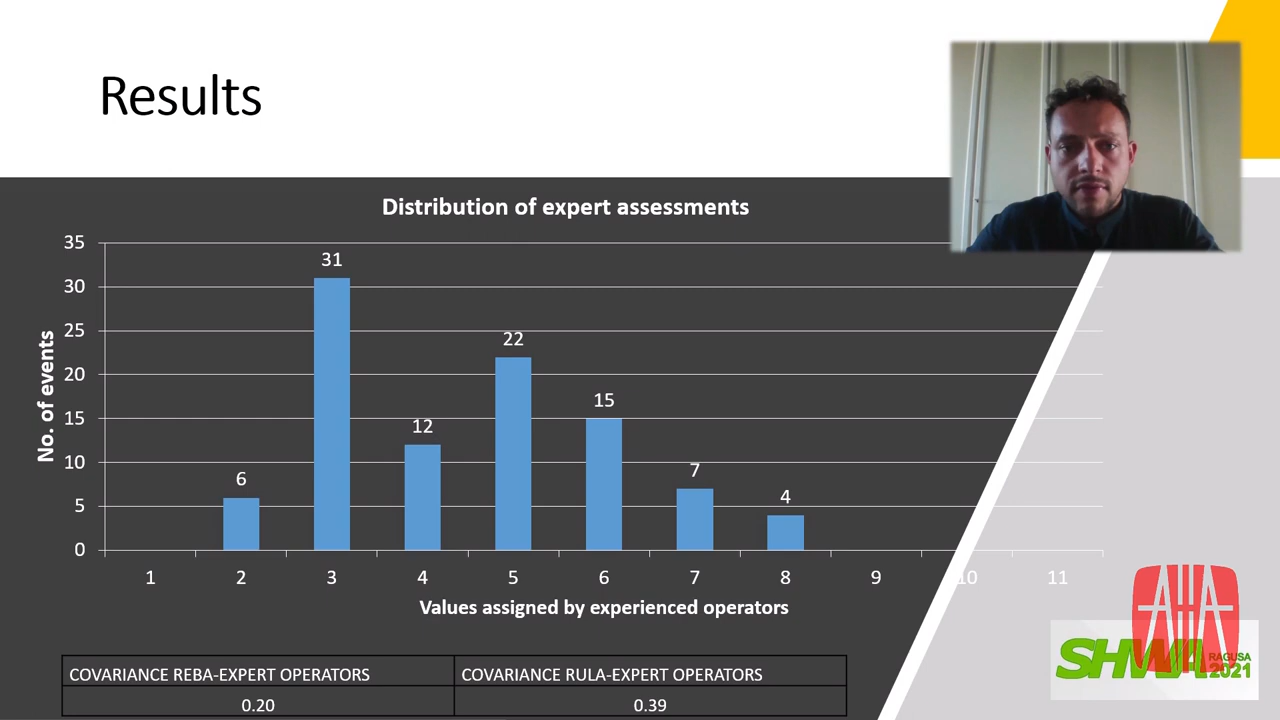 Results
Distribution of expert assessments
No. of events
35
30
25
20
15
10
5
0
6
31
12
22
15
7
4
1 2 3 4 5 6 7 8 9 10 11
Values assigned by experienced operators
COVARIANCE REBA-EXPERT OPERATORS COVARIANCE RULA-EXPERT OPERATORS
0.20 0.39
AIIA
SHWA RAGUSA
2021